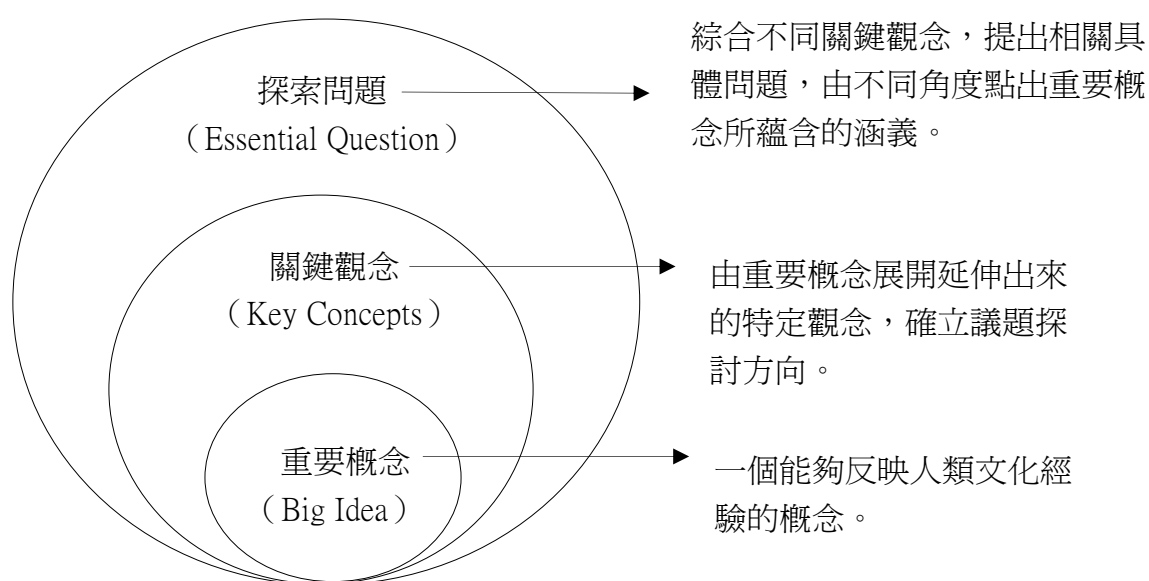 探索問題
（Essential Question）
綜合不同關鍵觀念，提出相關具
體問題，由不同角度點出重要概
念所蘊含的涵義。
關鍵觀念
（Key Concepts）
由重要概念展開延伸出來
的特定觀念，確立議題探
討方向。
重要概念
（Big Idea）
一個能夠反映人類文化經
驗的概念。